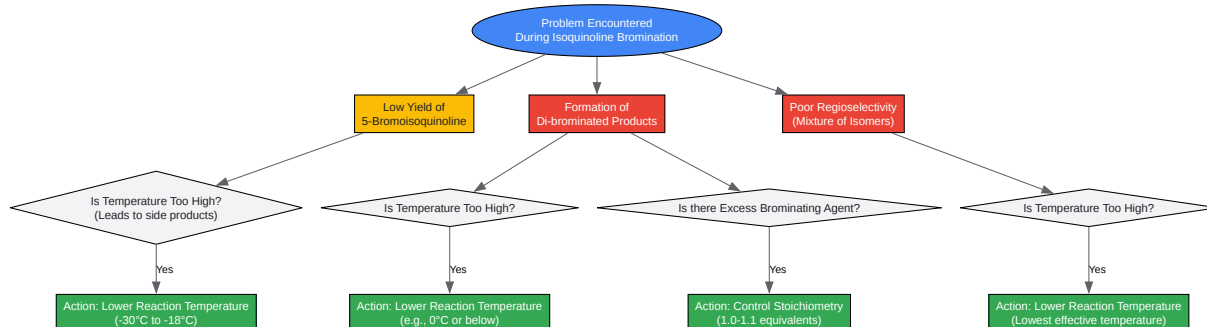 Problem Encountered
During Isoquinoline Bromination
Low Yield of
5-Bromoisoquinoline
Formation of
Di-brominated Products
Poor Regioselectivity
(Mixture of Isomers)
Is Temperature Too High?
(Leads to side products)
Is Temperature Too High?
Is there Excess Brominating Agent?
Is Temperature Too High?
Yes
Yes
Yes
Yes
Action: Lower Reaction Temperature
(-30°C to -18°C)
Action: Lower Reaction Temperature
(e.g., 0°C or below)
Action: Control Stoichiometry
(1.0-1.1 equivalents)
Action: Lower Reaction Temperature
(Lowest effective temperature)